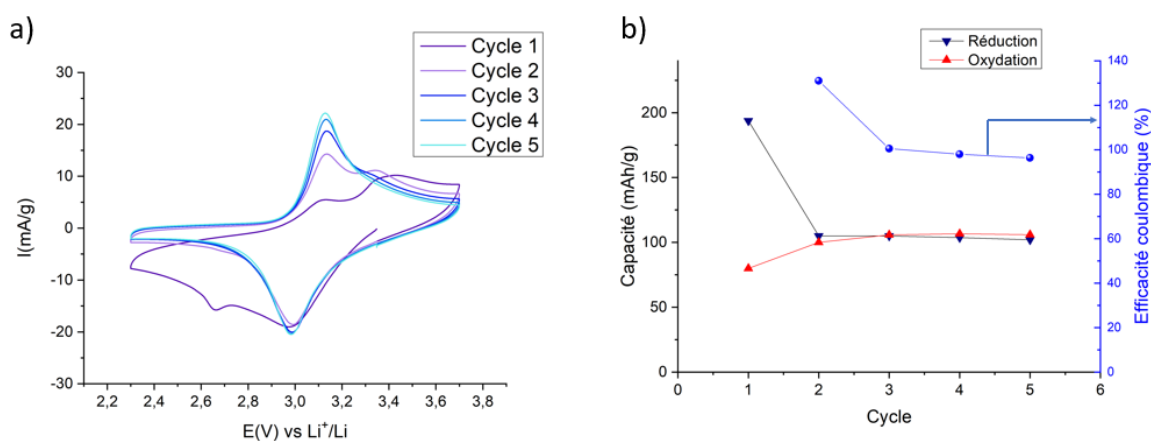 a)
Cycle 1
Cycle 2
Cycle 3
Cycle 4
Cycle 5
30
20
10
0
-10
-20
-30
I(mA/g)
2,2 2,4 2,6 2,8 3,0 3,2 3,4 3,6 3,8
E(V) vs Li⁺/Li
b)
Réduction
Oxydation
200
150
100
50
0
Capacité (mAh/g)
140
120
100
80
60
40
20
0
Efficacité coulombique (%)
0 1 2 3 4 5 6
Cycle